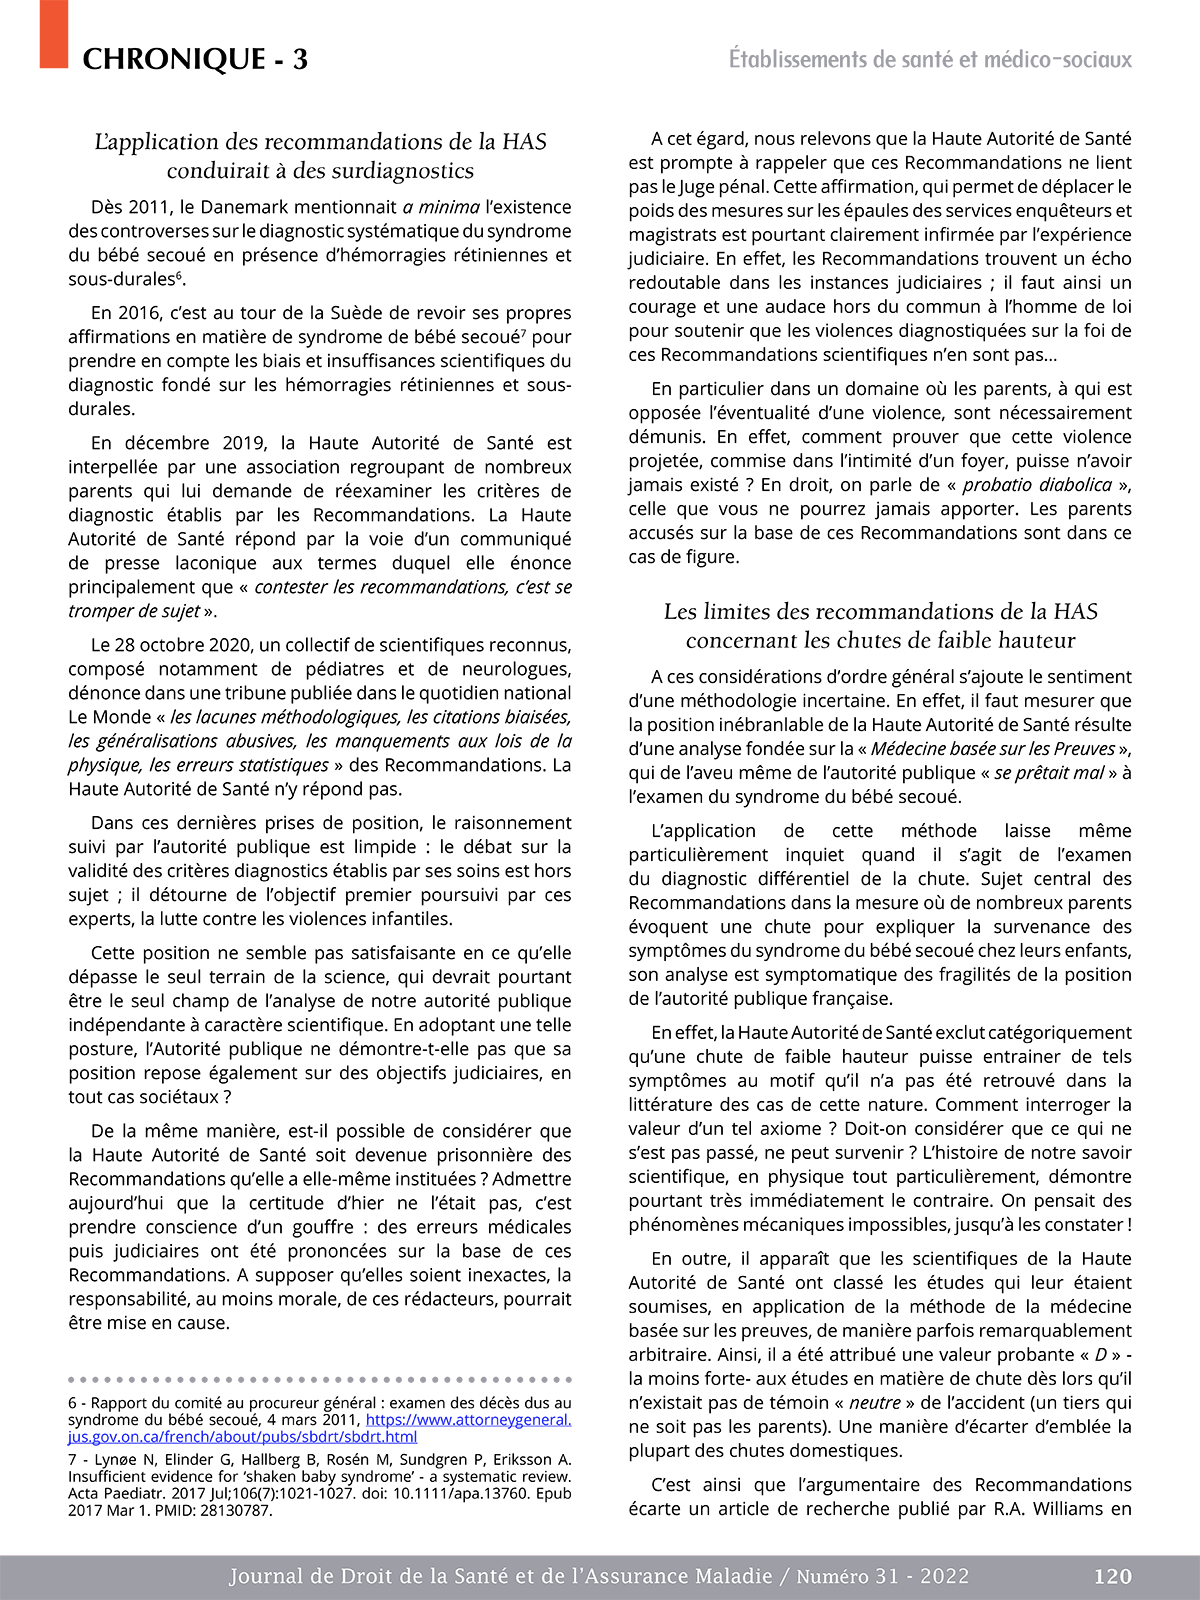 CHRONIQUE - 3
Établissements de santé et médico-sociaux
L'application des recommandations de la HAS
conduirait à des surdiagnostics
Dès 2011, le Danemark mentionnait a minima l'existence
des controverses sur le diagnostic systématique du syndrome
du bébé secoué en présence d'hémorragies rétiniennes et
sous-durales⁶.
En 2016, c'est au tour de la Suède de revoir ses propres
affirmations en matière de syndrome de bébé secoué⁷ pour
prendre en compte les biais et insuffisances scientifiques du
diagnostic fondé sur les hémorragies rétiniennes et sous-
durales.
En décembre 2019, la Haute Autorité de Santé est
interpellée par une association regroupant de nombreux
parents qui lui demande de réexaminer les critères de
diagnostic établis par les Recommandations. La Haute
Autorité de Santé répond par la voie d'un communiqué
de presse laconique aux termes duquel elle énonce
principalement que « contester les recommandations, c'est se
tromper de sujet ».
Le 28 octobre 2020, un collectif de scientifiques reconnus,
composé notamment de pédiatres et de neurologues,
dénonce dans une tribune publiée dans le quotidien national
Le Monde « les lacunes méthodologiques, les citations biaisées,
les généralisations abusives, les manquements aux lois de la
physique, les erreurs statistiques » des Recommandations. La
Haute Autorité de Santé n'y répond pas.
Dans ces dernières prises de position, le raisonnement
suivi par l'autorité publique est limpide : le débat sur la
validité des critères diagnostics établis par ses soins est hors
sujet ; il détourne de l'objectif premier poursuivi par ces
experts, la lutte contre les violences infantiles.
Cette position ne semble pas satisfaisante en ce qu'elle
dépasse le seul terrain de la science, qui devrait pourtant
être le seul champ de l'analyse de notre autorité publique
indépendante à caractère scientifique. En adoptant une telle
posture, l'Autorité publique ne démontre-t-elle pas que sa
position repose également sur des objectifs judiciaires, en
tout cas sociétaux ?
De la même manière, est-il possible de considérer que
la Haute Autorité de Santé soit devenue prisonnière des
Recommandations qu'elle a elle-même instituées ? Admettre
aujourd'hui que la certitude d'hier ne l'était pas, c'est
prendre conscience d'un gouffre : des erreurs médicales
puis judiciaires ont été prononcées sur la base de ces
Recommandations. A supposer qu'elles soient inexactes, la
responsabilité, au moins morale, de ces rédacteurs, pourrait
être mise en cause.
6 - Rapport du comité au procureur général : examen des décès dus au
syndrome du bébé secoué, 4 mars 2011, https://www.attorneygeneral.
jus.gov.on.ca/french/about/pubs/sbdrt/sbdrt.html
7 - Lynøe N, Elinder G, Hallberg B, Rosén M, Sundgren P, Eriksson A.
Insufficient evidence for 'shaken baby syndrome' - a systematic review.
Acta Paediatr. 2017 Jul;106(7):1021-1027. doi: 10.1111/apa.13760. Epub
2017 Mar 1. PMID: 28130787.
A cet égard, nous relevons que la Haute Autorité de Santé
est prompte à rappeler que ces Recommandations ne lient
pas le Juge pénal. Cette affirmation, qui permet de déplacer le
poids des mesures sur les épaules des services enquêteurs et
magistrats est pourtant clairement infirmée par l'expérience
judiciaire. En effet, les Recommandations trouvent un écho
redoutable dans les instances judiciaires ; il faut ainsi un
courage et une audace hors du commun à l'homme de loi
pour soutenir que les violences diagnostiquées sur la foi de
ces Recommandations scientifiques n'en sont pas...
En particulier dans un domaine où les parents, à qui est
opposée l'éventualité d'une violence, sont nécessairement
démunis. En effet, comment prouver que cette violence
projetée, commise dans l'intimité d'un foyer, puisse n'avoir
jamais existé ? En droit, on parle de « probatio diabolica »,
celle que vous ne pourrez jamais apporter. Les parents
accusés sur la base de ces Recommandations sont dans ce
cas de figure.
Les limites des recommandations de la HAS
concernant les chutes de faible hauteur
A ces considérations d'ordre général s'ajoute le sentiment
d'une méthodologie incertaine. En effet, il faut mesurer que
la position inébranlable de la Haute Autorité de Santé résulte
d'une analyse fondée sur la « Médecine basée sur les Preuves »,
qui de l'aveu même de l'autorité publique « se prêtait mal » à
l'examen du syndrome du bébé secoué.
L'application de cette méthode laisse même
particulièrement inquiet quand il s'agit de l'examen
du diagnostic différentiel de la chute. Sujet central des
Recommandations dans la mesure où de nombreux parents
évoquent une chute pour expliquer la survenance des
symptômes du syndrome du bébé secoué chez leurs enfants,
son analyse est symptomatique des fragilités de la position
de l'autorité publique française.
En effet, la Haute Autorité de Santé exclut catégoriquement
qu'une chute de faible hauteur puisse entrainer de tels
symptômes au motif qu'il n'a pas été retrouvé dans la
littérature des cas de cette nature. Comment interroger la
valeur d'un tel axiome ? Doit-on considérer que ce qui ne
s'est pas passé, ne peut survenir ? L'histoire de notre savoir
scientifique, en physique tout particulièrement, démontre
pourtant très immédiatement le contraire. On pensait des
phénomènes mécaniques impossibles, jusqu'à les constater !
En outre, il apparaît que les scientifiques de la Haute
Autorité de Santé ont classé les études qui leur étaient
soumises, en application de la méthode de la médecine
basée sur les preuves, de manière parfois remarquablement
arbitraire. Ainsi, il a été attribué une valeur probante « D » -
la moins forte- aux études en matière de chute dès lors qu'il
n'existait pas de témoin « neutre » de l'accident (un tiers qui
ne soit pas les parents). Une manière d'écarter d'emblée la
plupart des chutes domestiques.
C'est ainsi que l'argumentaire des Recommandations
écarte un article de recherche publié par R.A. Williams en
Journal de Droit de la Santé et de l'Assurance Maladie / Numéro 31 - 2022
120